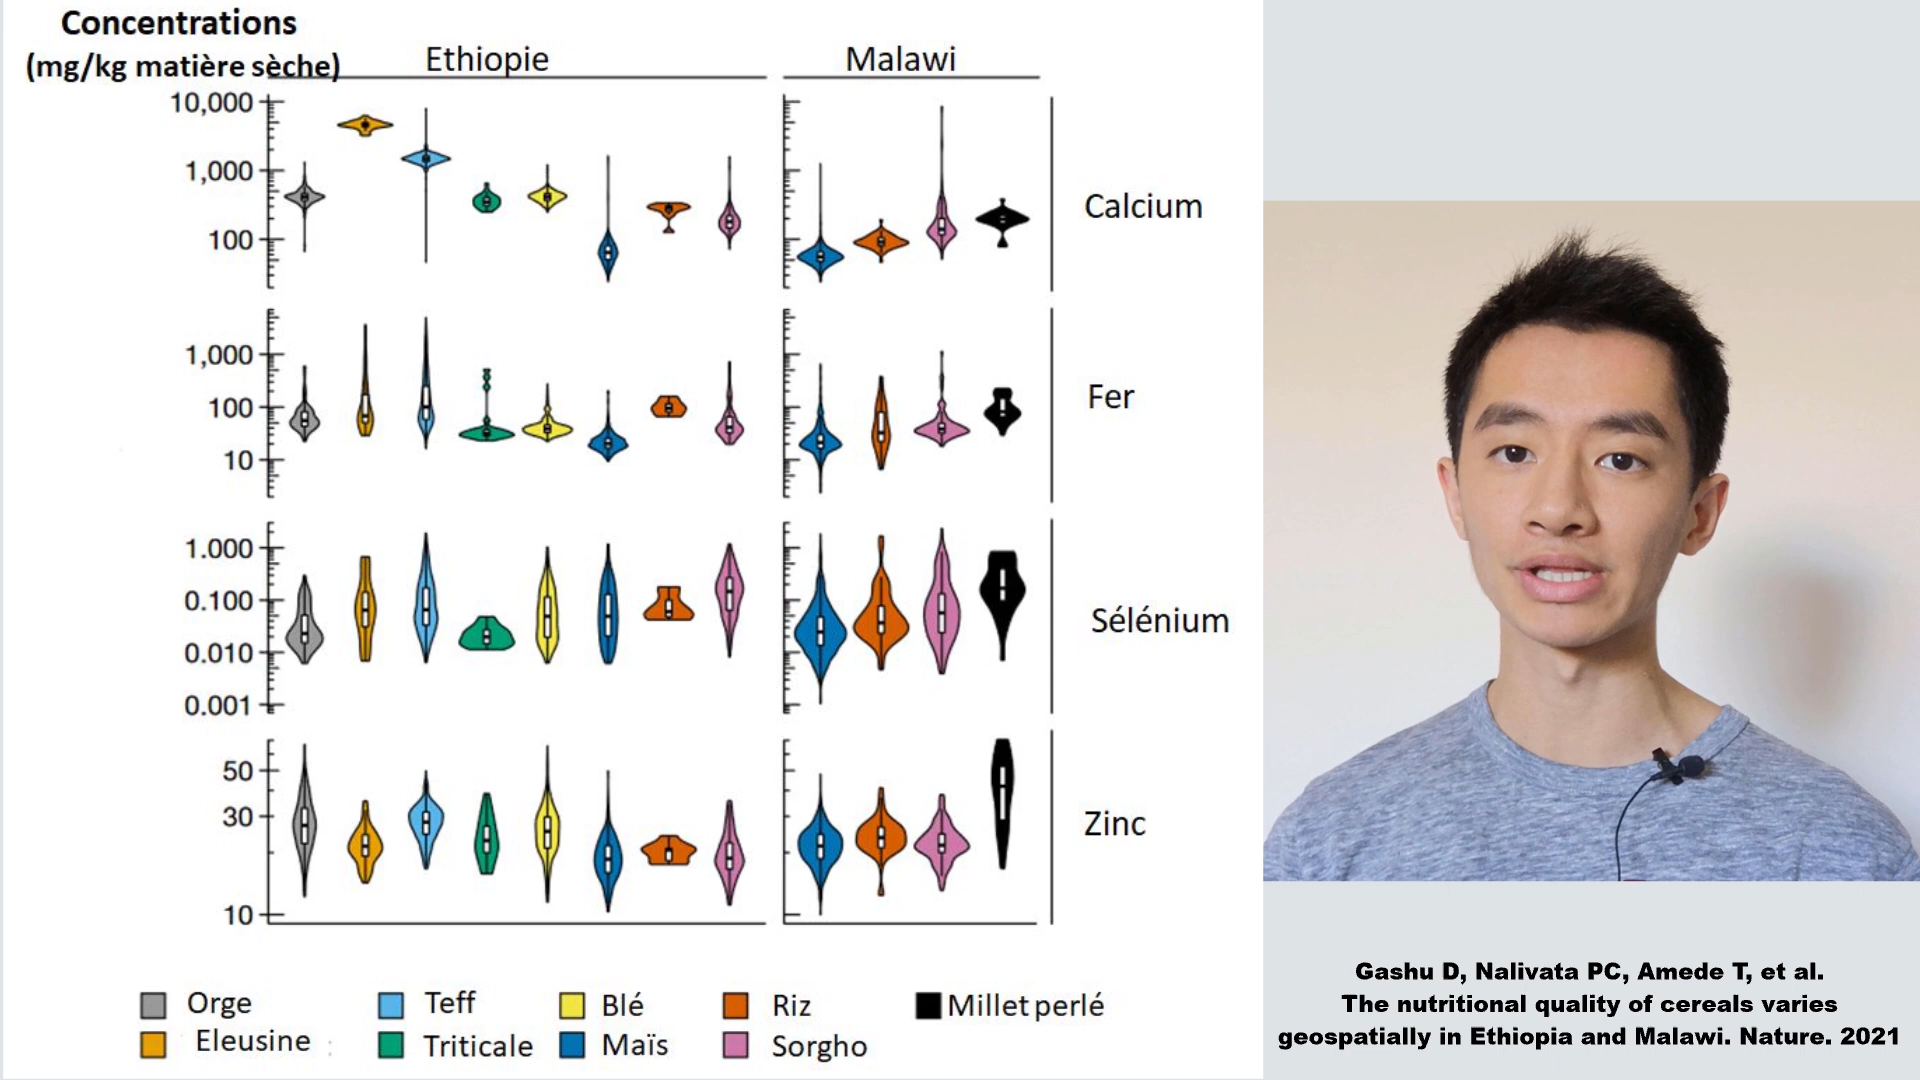 Concentrations
(mg/kg matière sèche)
Ethiopie
Malawi
10,000
1,000
100
Calcium
1,000
100
10
Fer
1.000
0.100
0.010
0.001
Sélénium
50
30
10
Zinc
Orge
Teff
Blé
Riz
Millet perlé
Eleusine
Triticale
Maïs
Sorgho
Gashu D, Nalivata PC, Amede T, et al.
The nutritional quality of cereals varies
geospatially in Ethiopia and Malawi. Nature. 2021